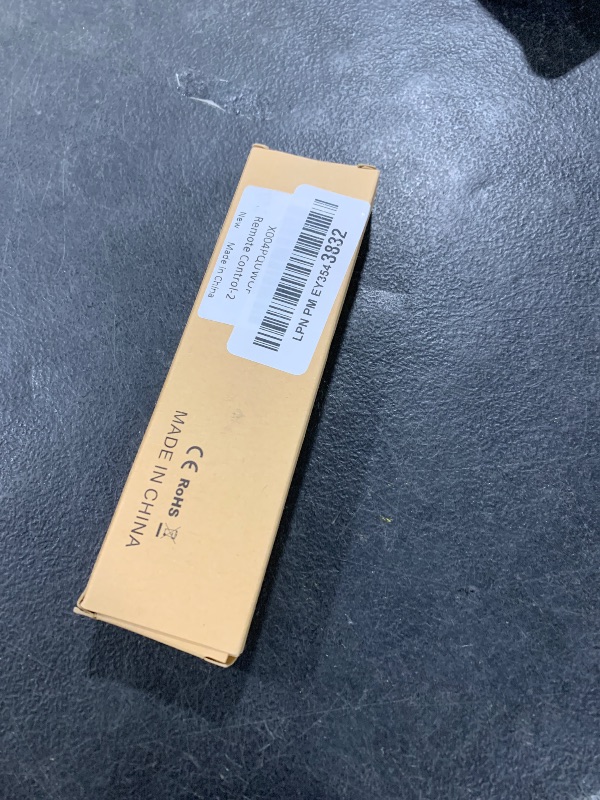 LPN PM EY3543832
Remote Control-2
New Made in China
CE RoHS
MADE IN CHINA